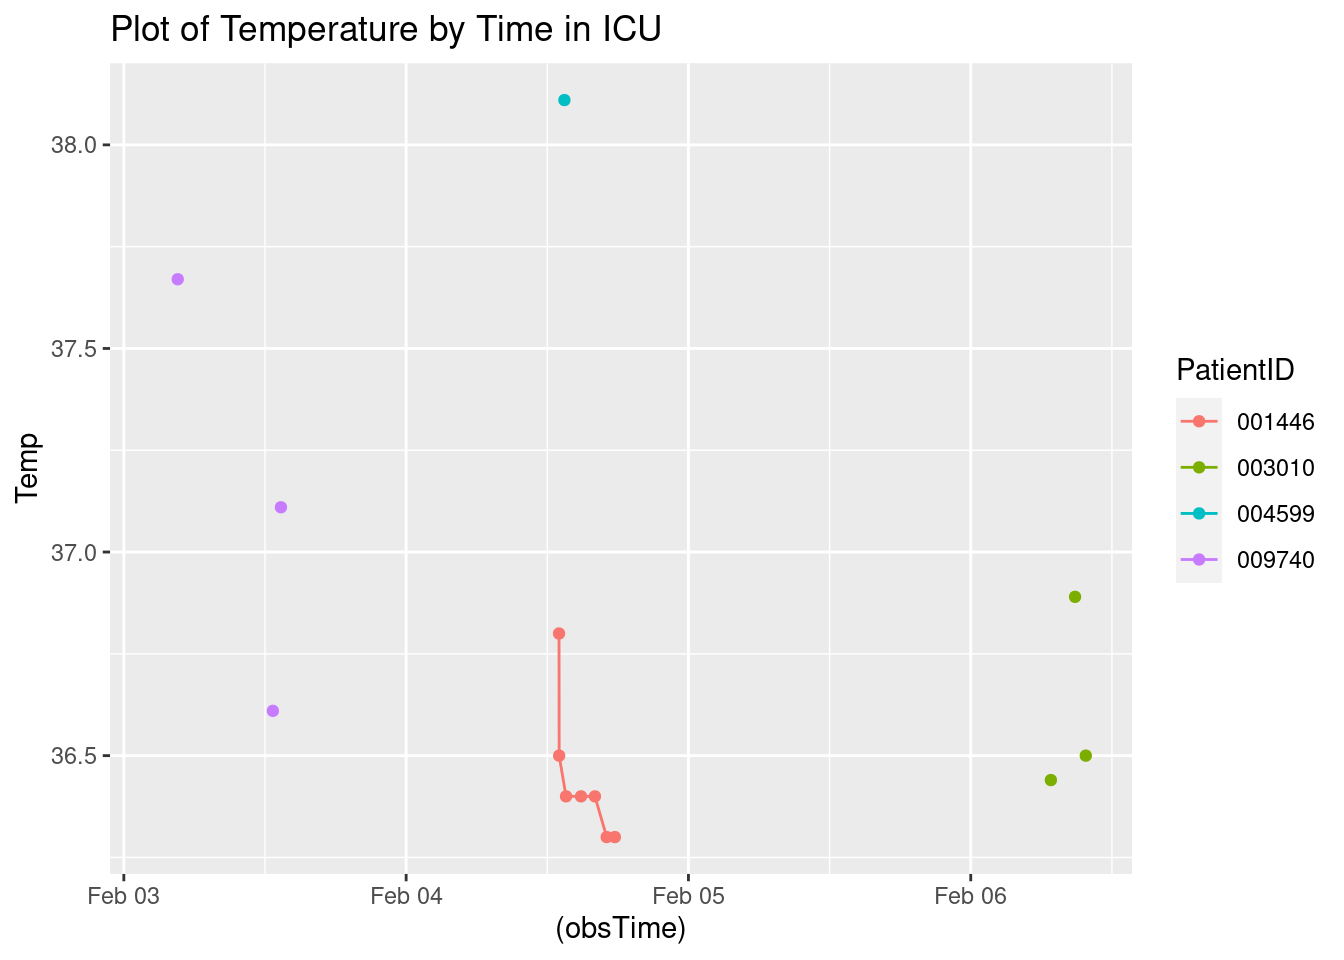 Plot of Temperature by Time in ICU
38.0
37.5
37.0
36.5
Temp
Feb 03
Feb 04
Feb 05
Feb 06
(obsTime)
PatientID
001446
003010
004599
009740